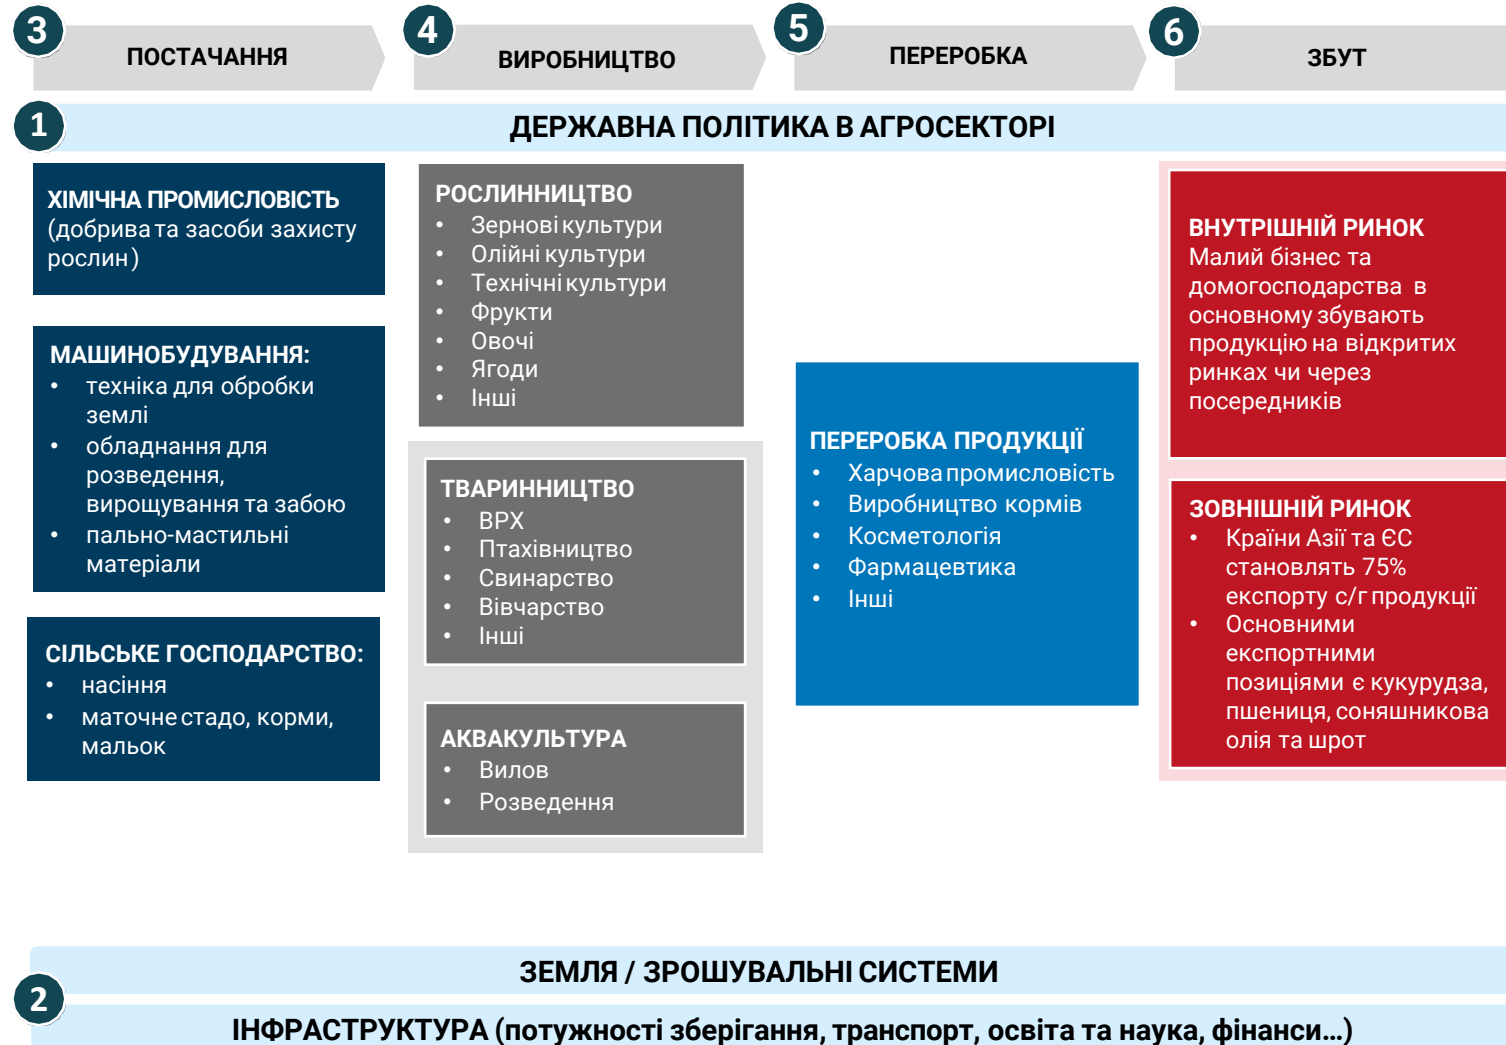 3
ПОСТАЧАННЯ
4
ВИРОБНИЦТВО
5
ПЕРЕРОБКА
6
ЗБУТ
1
ДЕРЖАВНА ПОЛІТИКА В АГРОСЕКТОРІ
ХІМІЧНА ПРОМИСЛОВІСТЬ
(добрива та засоби захисту
рослин)
МАШИНОБУДУВАННЯ:
• техніка для обробки
землі
• обладнання для
розведення,
вирощування та забою
• пально-мастильні
матеріали
СІЛЬСЬКЕ ГОСПОДАРСТВО:
• насіння
• маточне стадо, корми,
мальок
РОСЛИННИЦТВО
• Зернові культури
• Олійні культури
• Технічні культури
• Фрукти
• Овочі
• Ягоди
• Інші
ТВАРИННИЦТВО
• ВРХ
• Птахівництво
• Свинарство
• Вівчарство
• Інші
АКВАКУЛЬТУРА
• Вилов
• Розведення
ПЕРЕРОБКА ПРОДУКЦІЇ
• Харчова промисловість
• Виробництво кормів
• Косметологія
• Фармацевтика
• Інші
ВНУТРІШНІЙ РИНОК
Малий бізнес та
домогосподарства в
основному збувають
продукцію на відкритих
ринках чи через
посередників
ЗОВНІШНІЙ РИНОК
• Країни Азії та ЄС
становлять 75%
експорту с/г продукції
• Основними
експортними
позиціями є кукурудза,
пшениця, соняшникова
олія та шрот
2
ЗЕМЛЯ / ЗРОШУВАЛЬНІ СИСТЕМИ
ІНФРАСТРУКТУРА (потужності зберігання, транспорт, освіта та наука, фінанси...)